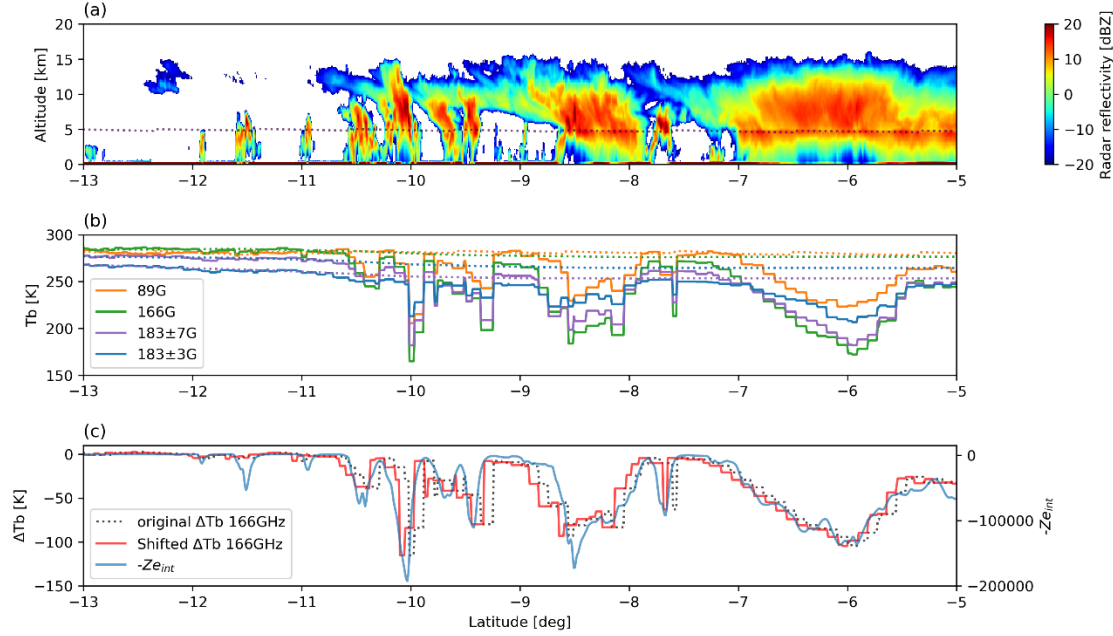 (a)
20
15
10
5
0
Altitude [km]
−13 −12 −11 −10 −9 −8 −7 −6 −5
20
10
0
−10
−20
Radar reflectivity [dBZ]
(b)
300
250
200
150
Tb [K]
89G
166G
183±7G
183±3G
−13 −12 −11 −10 −9 −8 −7 −6 −5
(c)
0
−50
−100
−150
ΔTb [K]
original ΔTb 166GHz
Shifted ΔTb 166GHz
-Zeint
0
−100000
−200000
-Zeint
−13 −12 −11 −10 −9 −8 −7 −6 −5
Latitude [deg]